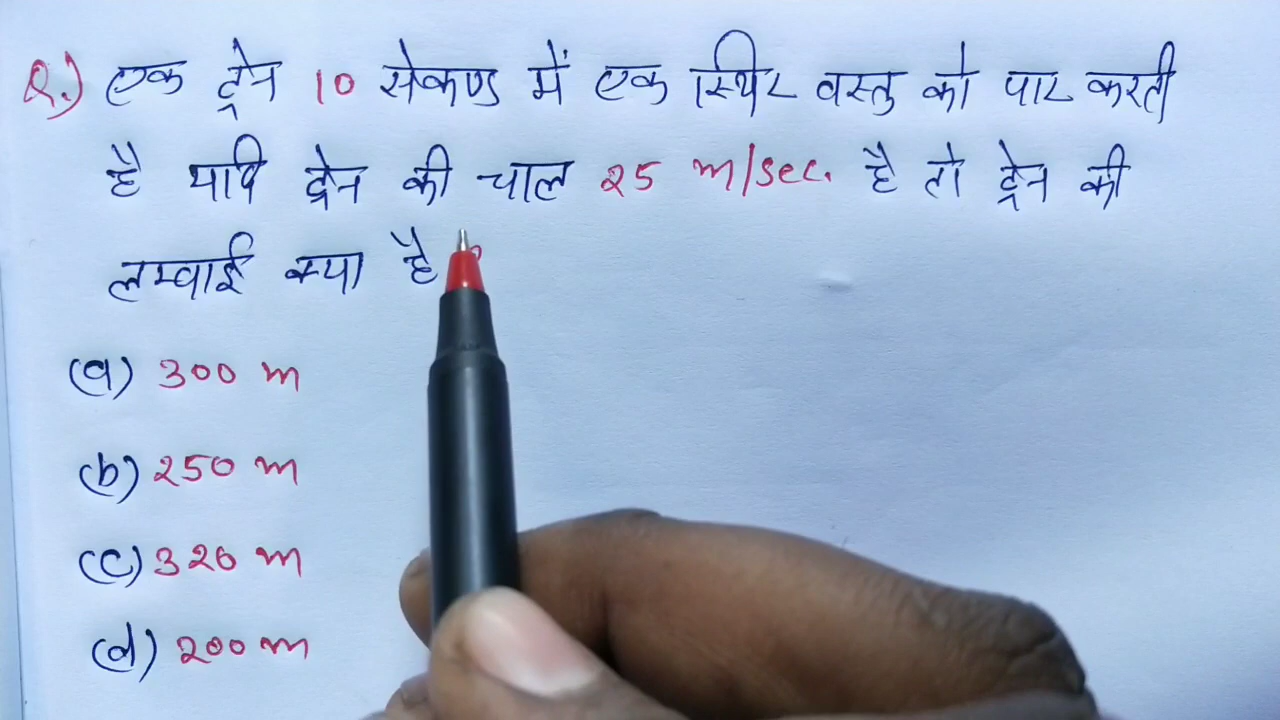 Q.) एक ट्रेन 10 सेकण्ड में एक स्थिर वस्तु को पार करती
है यदि ट्रेन की चाल 25 m/sec. है तो ट्रेन की
लम्वाई क्या है ?
(a) 300 m
(b) 250 m
(c) 320 m
(d) 200 m